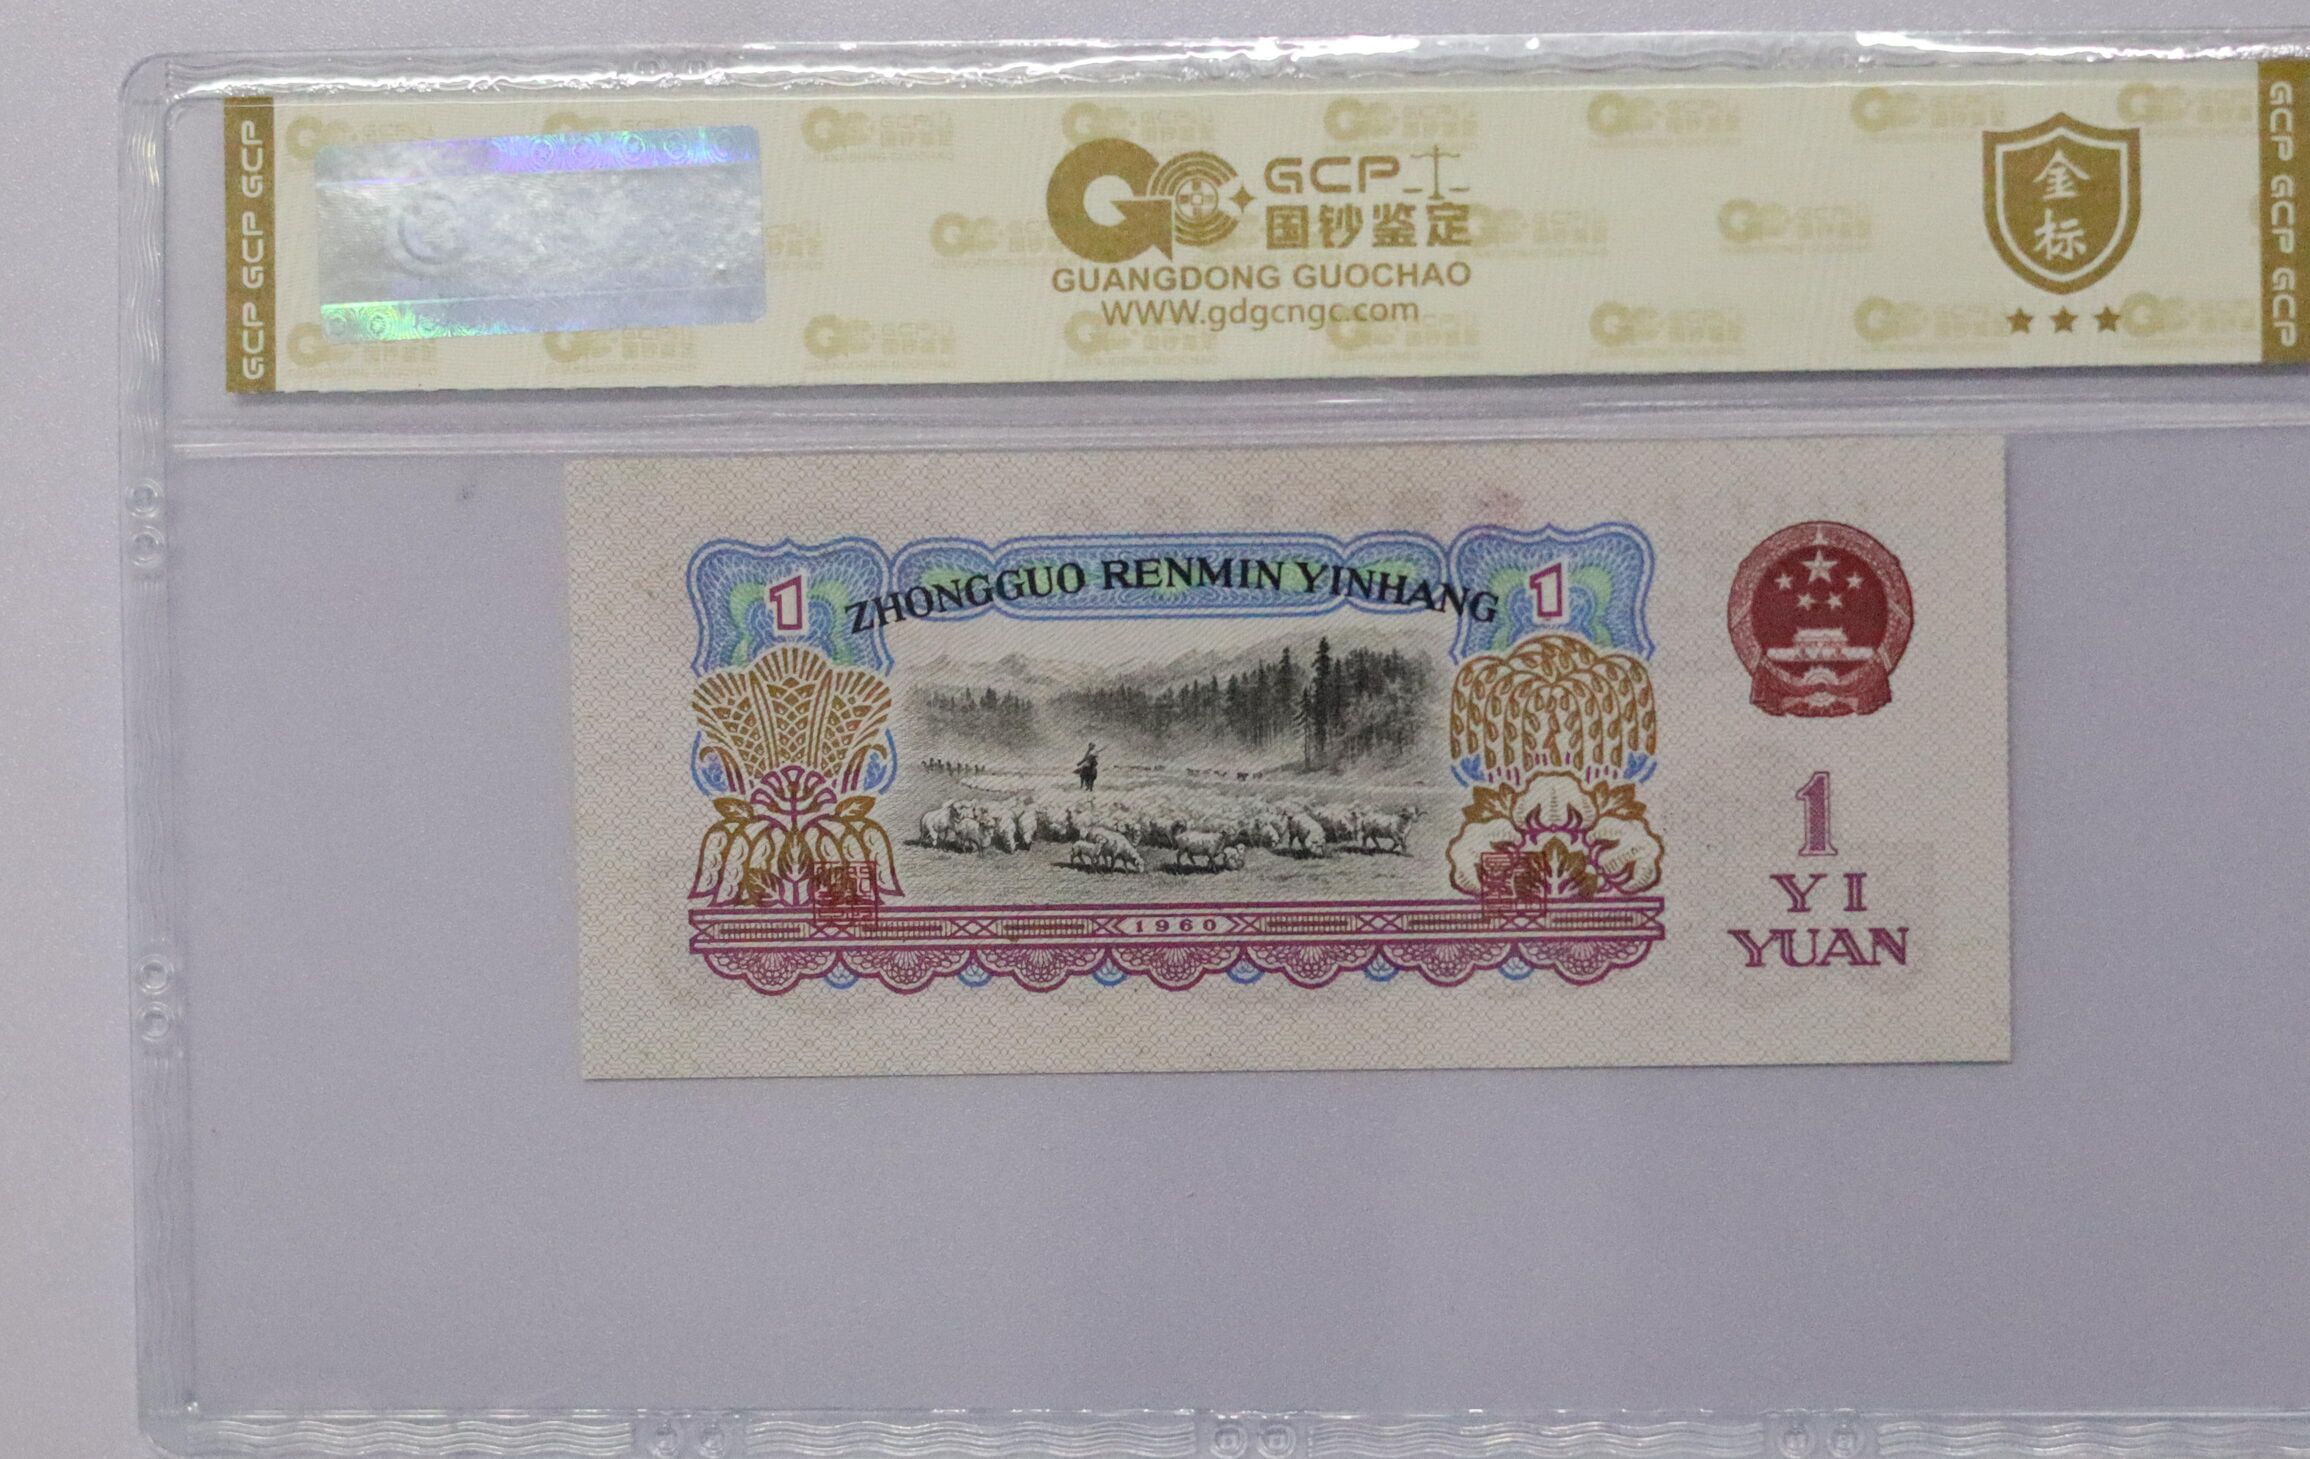 GCP GCP GCP
GCP
国钞鉴定
GUANGDONG GUOCHAO
WWW.gdgcngc.com
金
标
GCP GCP GCP
ZHONGGUO RENMIN YINHANG
1
1
1960
1
YI
YUAN